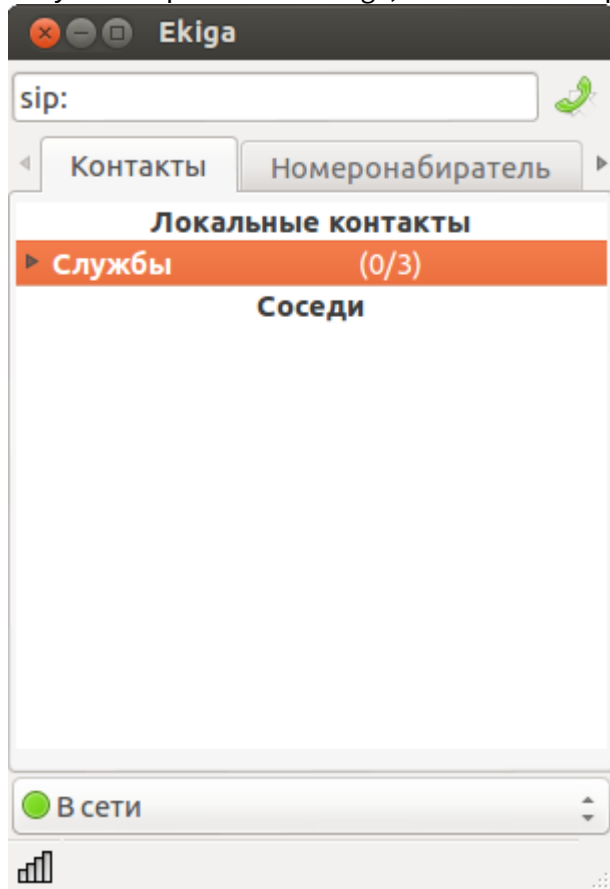 Ekiga
sip:
Контакты Номеронабиратель
Локальные контакты
Службы (0/3)
Соседи
В сети